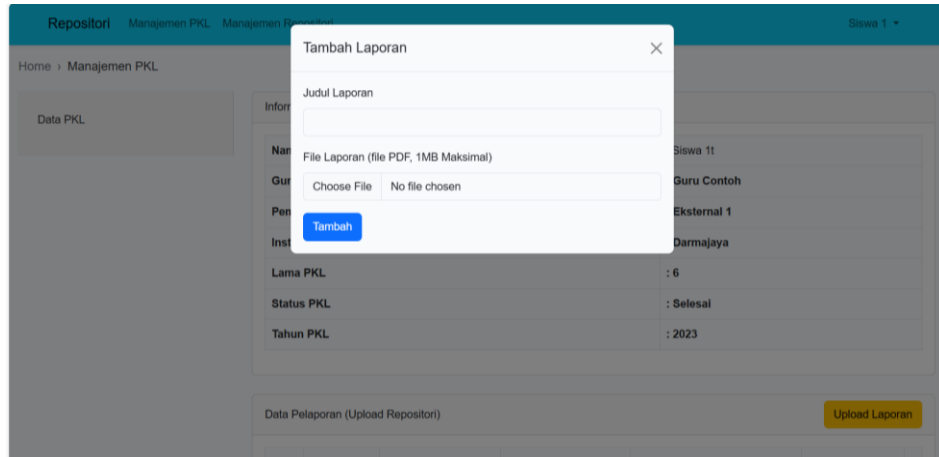 Repositori Manajemen PKL Manajemen Repositori Siswa 1
Home › Manajemen PKL
Tambah Laporan
Judul Laporan
File Laporan (file PDF, 1MB Maksimal)
Choose File No file chosen
Tambah
Data PKL
Siswa 1t
Guru Contoh
Eksternal 1
Darmajaya
Lama PKL : 6
Status PKL : Selesai
Tahun PKL : 2023
Data Pelaporan (Upload Repositori) Upload Laporan